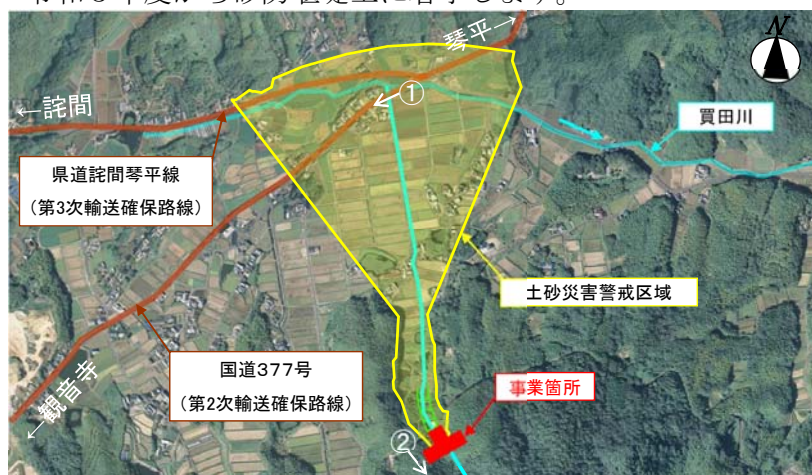 年度から砂防堰堤工に着手します。
琴平→
N
←詫間
①
買田川
県道詫間琴平線
（第3次輸送確保路線）
土砂災害警戒区域
国道３７７号
（第2次輸送確保路線）
事業箇所
←観音寺
②